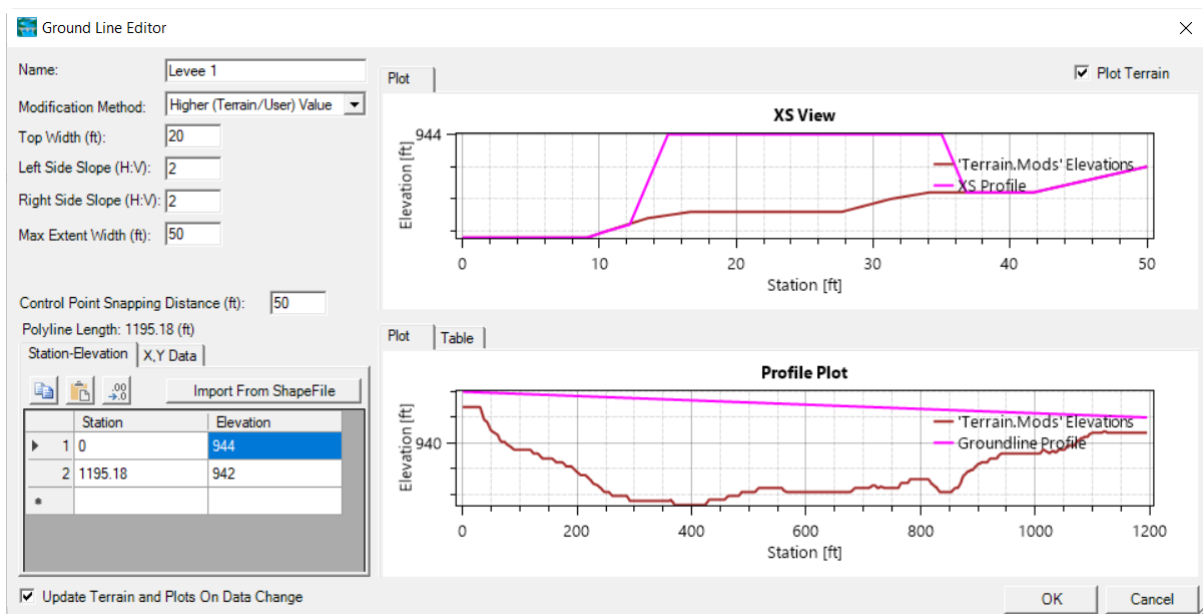 Ground Line Editor
Name: Levee 1
Modification Method: Higher (Terrain/User) Value
Top Width (ft): 20
Left Side Slope (H:V): 2
Right Side Slope (H:V): 2
Max Extent Width (ft): 50
Control Point Snapping Distance (ft): 50
Polyline Length: 1195.18 (ft)
Station-Elevation X,Y Data
.00 →.0 Import From ShapeFile
Station Elevation
1 0 944
2 1195.18 942
*
Update Terrain and Plots On Data Change
Plot Plot Terrain
XS View
944
Elevation [ft]
'Terrain.Mods' Elevations
XS Profile
0 10 20 30 40 50
Station [ft]
Plot Table
Profile Plot
940
Elevation [ft]
'Terrain.Mods' Elevations
Groundline Profile
0 200 400 600 800 1000 1200
Station [ft]
OK Cancel